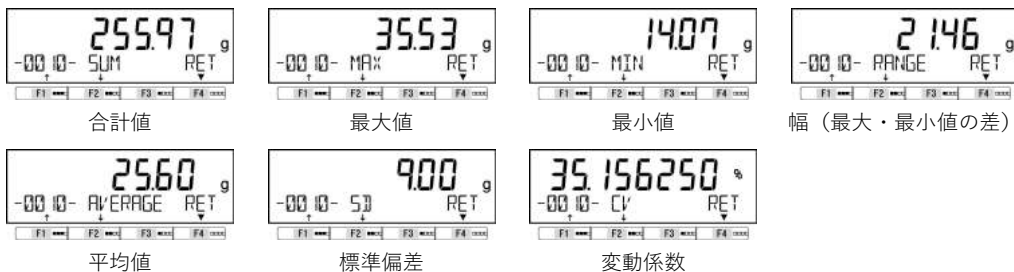 255.97 g
-0010- SUM RET
F1 F2 F3 F4
合計値
35.53 g
-0010- MAX RET
F1 F2 F3 F4
最大値
14.07 g
-0010- MIN RET
F1 F2 F3 F4
最小値
21.46 g
-0010- RANGE RET
F1 F2 F3 F4
幅（最大・最小値の差）
25.60 g
-0010- AVERAGE RET
F1 F2 F3 F4
平均値
9.00 g
-0010- SD RET
F1 F2 F3 F4
標準偏差
35.156250 %
-0010- CV RET
F1 F2 F3 F4
変動係数